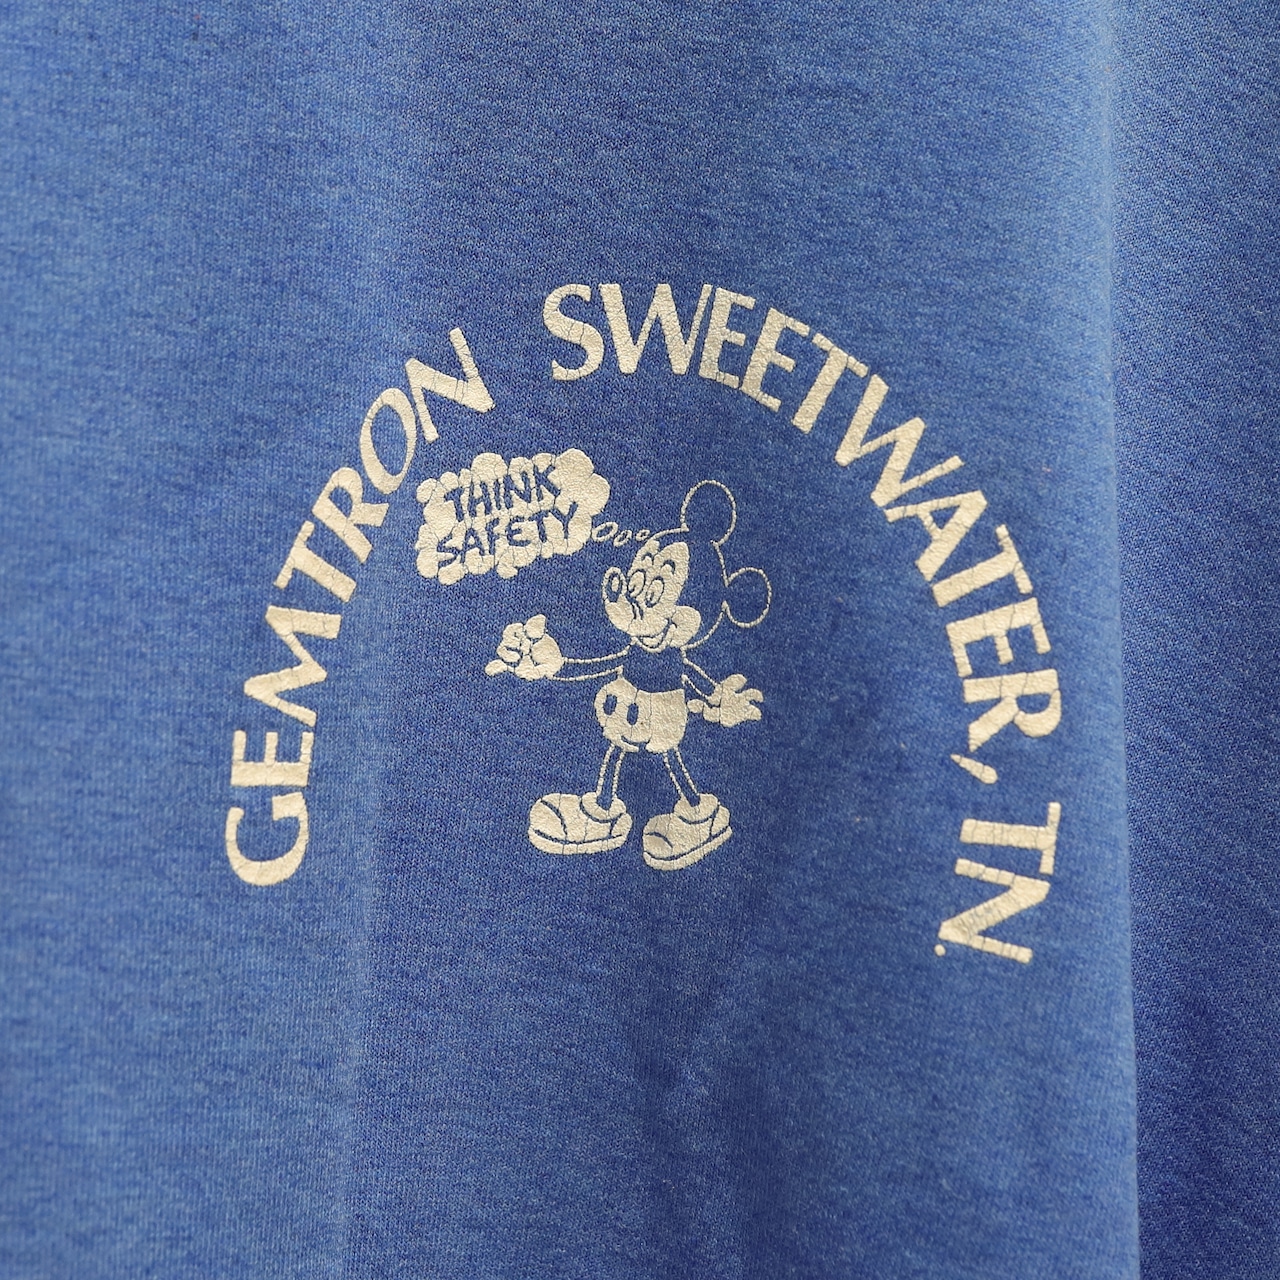 GEMTRON SWEETWATER, TN.
THINK
SAFETY